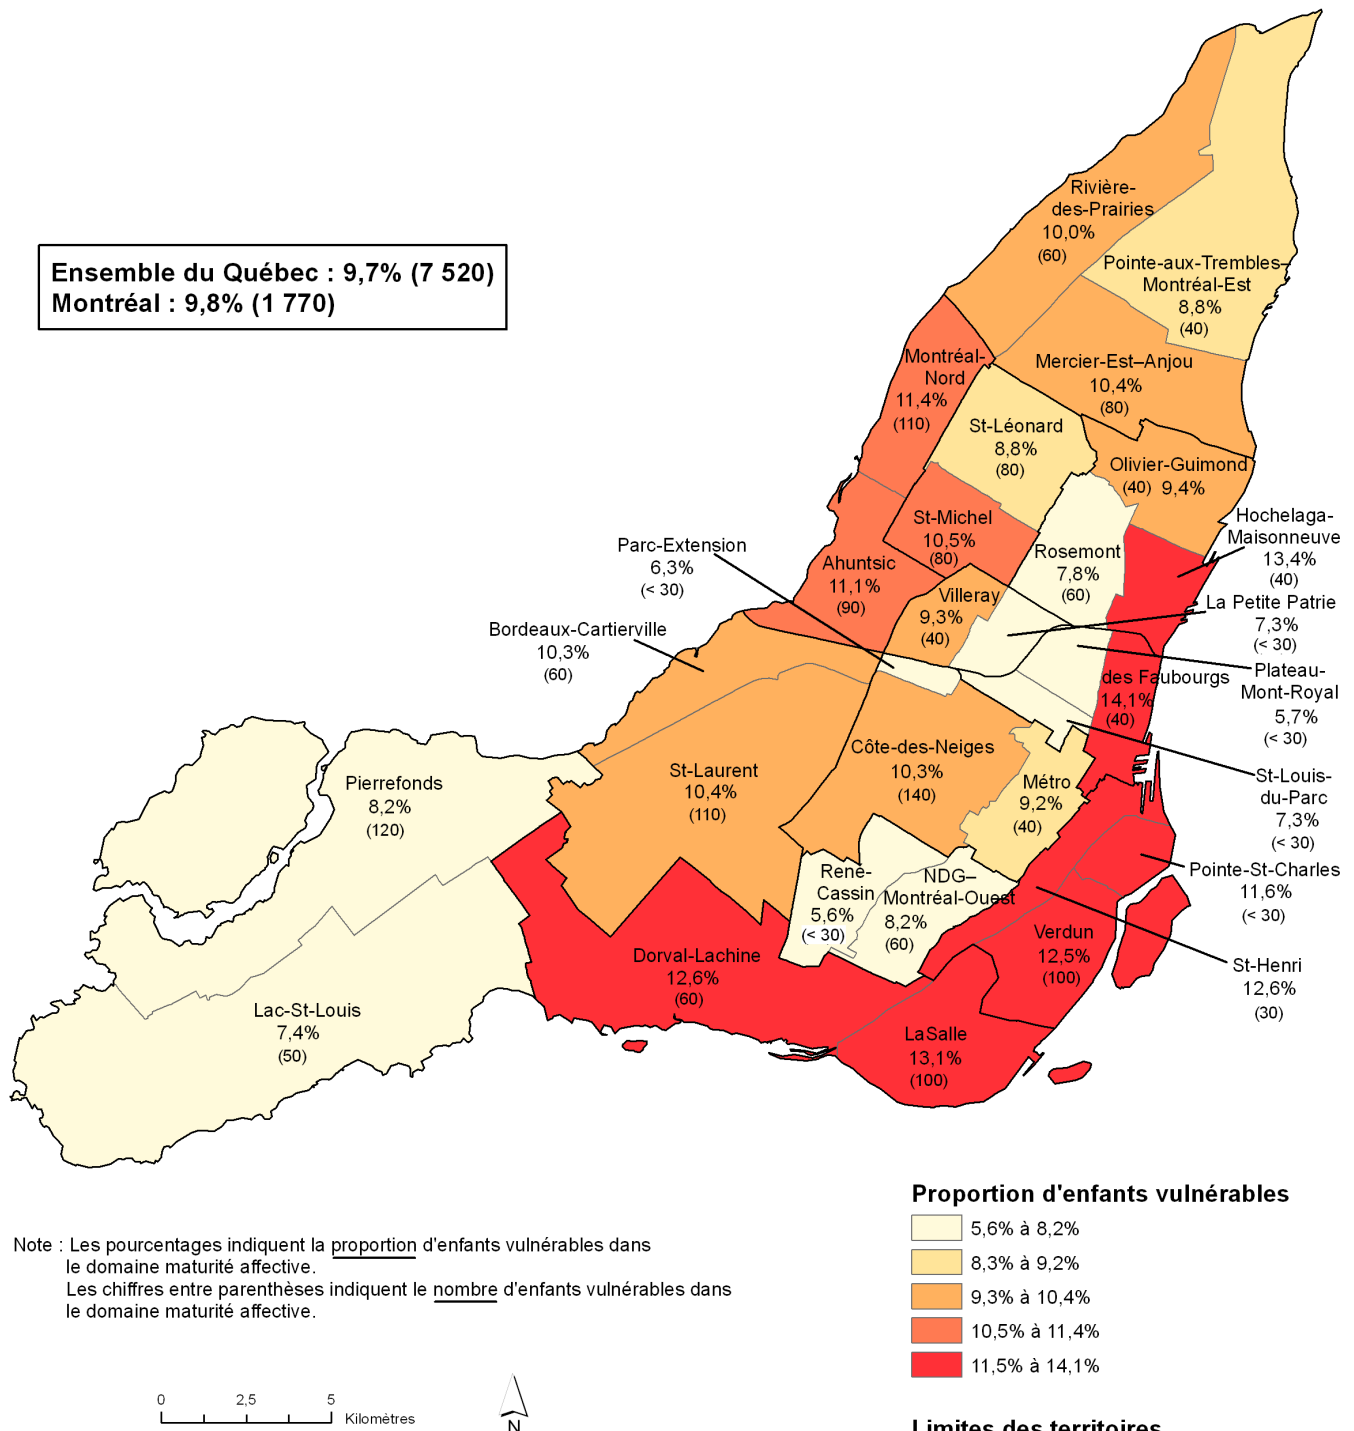 Ensemble du Québec : 9,7% (7 520)
Montréal : 9,8% (1 770)
Rivière-
des-Prairies
10,0%
(60)
Pointe-aux-Trembles–
Montréal-Est
8,8%
(40)
Montréal-
Nord
11,4%
(110)
Mercier-Est–Anjou
10,4%
(80)
St-Léonard
8,8%
(80)
Olivier-Guimond
(40) 9,4%
Hochelaga-
Maisonneuve
13,4%
(40)
St-Michel
10,5%
(80)
Rosemont
7,8%
(60)
Parc-Extension
6,3%
(< 30)
Ahuntsic
11,1%
(90)
Villeray
9,3%
(40)
La Petite Patrie
7,3%
(< 30)
Bordeaux-Cartierville
10,3%
(60)
des Faubourgs
14,1%
(40)
Plateau-
Mont-Royal
5,7%
(< 30)
Côte-des-Neiges
10,3%
(140)
St-Laurent
10,4%
(110)
Pierrefonds
8,2%
(120)
Métro
9,2%
(40)
St-Louis-
du-Parc
7,3%
(< 30)
René-
Cassin
5,6%
(< 30)
NDG–
Montréal-Ouest
8,2%
(60)
Pointe-St-Charles
11,6%
(< 30)
Verdun
12,5%
(100)
St-Henri
12,6%
(30)
Dorval-Lachine
12,6%
(60)
Lac-St-Louis
7,4%
(50)
LaSalle
13,1%
(100)
Proportion d'enfants vulnérables
5,6% à 8,2%
8,3% à 9,2%
9,3% à 10,4%
10,5% à 11,4%
11,5% à 14,1%
Note : Les pourcentages indiquent la proportion d'enfants vulnérables dans
le domaine maturité affective.
Les chiffres entre parenthèses indiquent le nombre d'enfants vulnérables dans
le domaine maturité affective.
0 2,5 5
Kilomètres
N
Limites des territoires